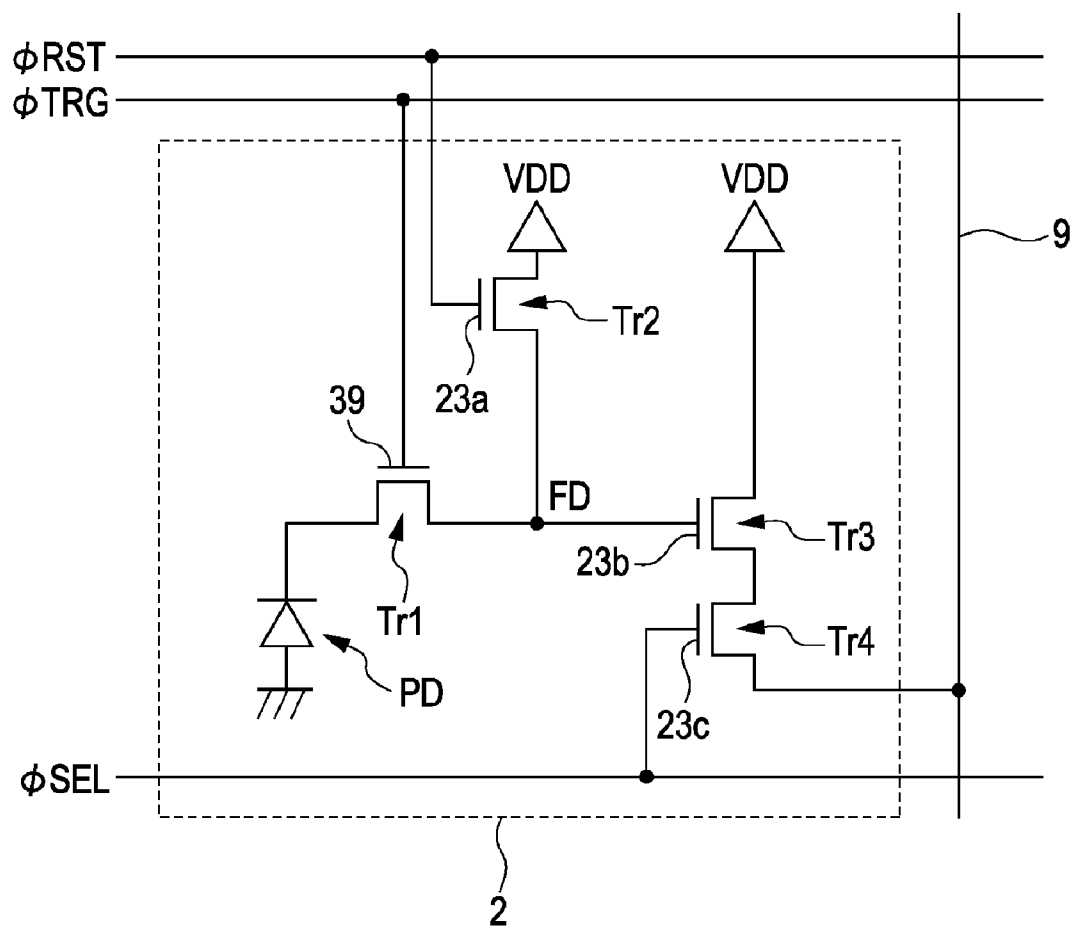 ϕRST
ϕTRG
VDD VDD
9
Tr2
23a
39
FD
23b Tr3
Tr1
Tr4
PD
23c
ϕSEL
2